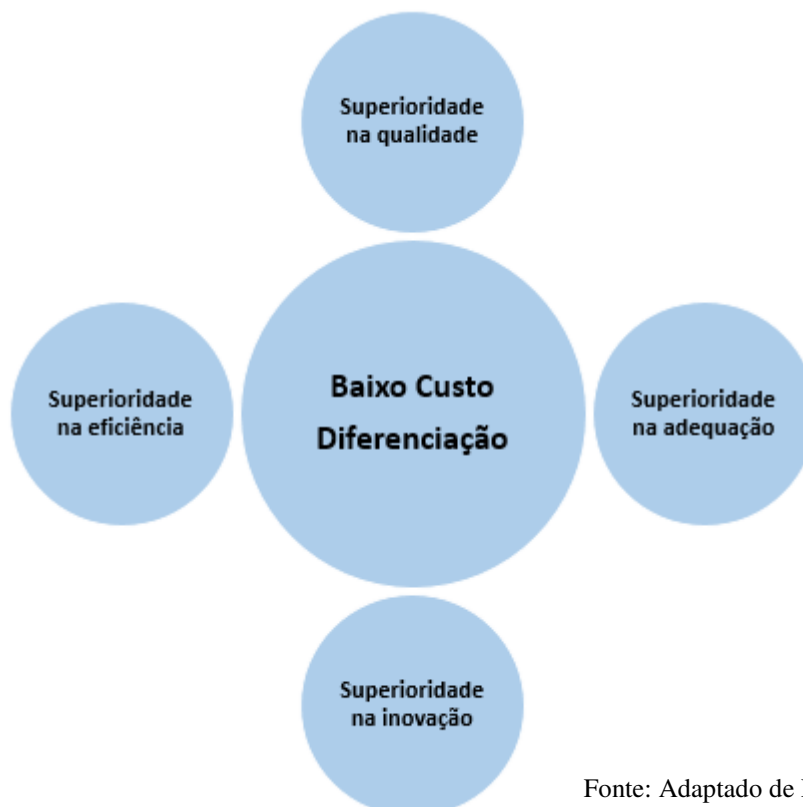 Superioridade
na qualidade
Superioridade
na eficiência
Baixo Custo
Diferenciação
Superioridade
na adequação
Superioridade
na inovação
Fonte: Adaptado de